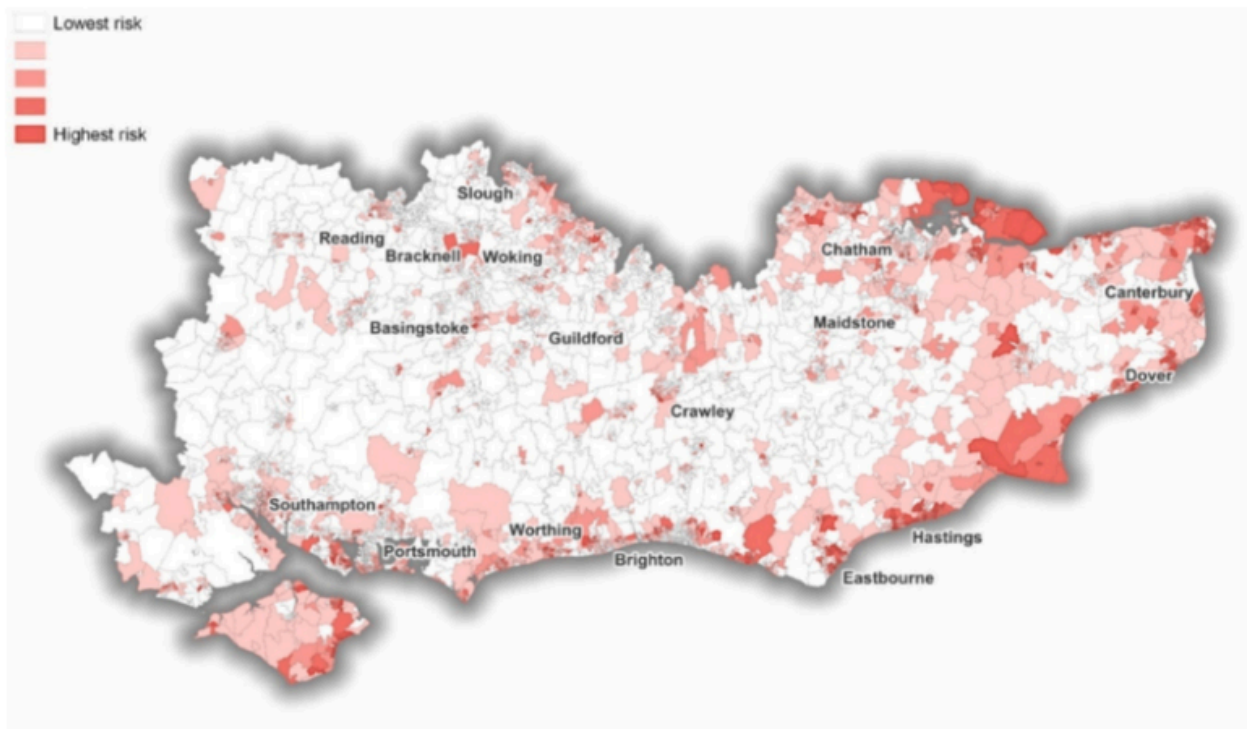 Lowest risk
Highest risk
Slough
Reading
Bracknell
Woking
Chatham
Canterbury
Basingstoke
Guildford
Maidstone
Dover
Crawley
Southampton
Worthing
Portsmouth
Brighton
Hastings
Eastbourne